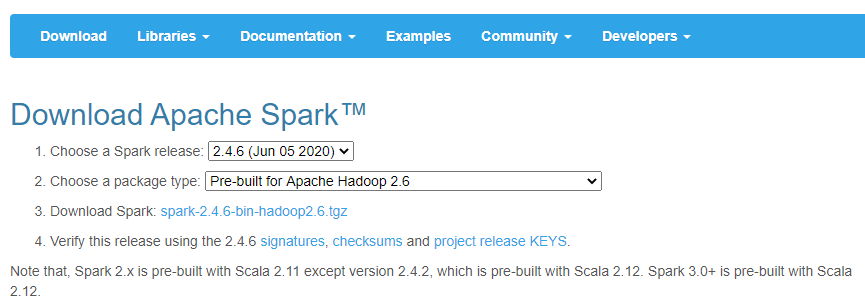 Download Libraries Documentation Examples Community Developers
Download Apache Spark™
1. Choose a Spark release: 2.4.6 (Jun 05 2020)
2. Choose a package type: Pre-built for Apache Hadoop 2.6
3. Download Spark: spark-2.4.6-bin-hadoop2.6.tgz
4. Verify this release using the 2.4.6 signatures, checksums and project release KEYS.
Note that, Spark 2.x is pre-built with Scala 2.11 except version 2.4.2, which is pre-built with Scala 2.12. Spark 3.0+ is pre-built with Scala
2.12.